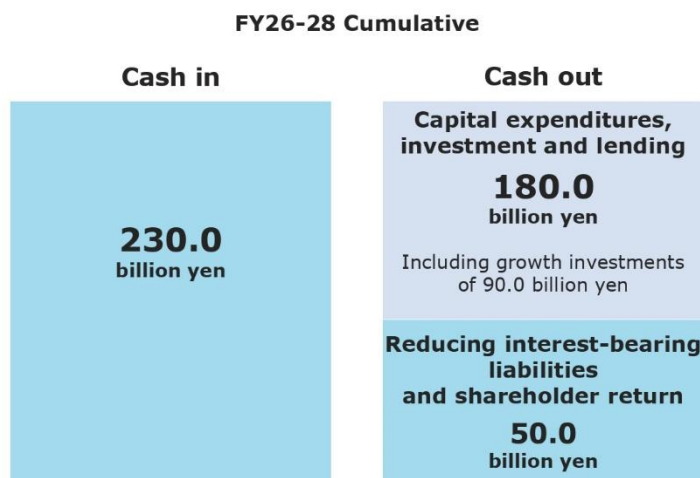 FY26-28 Cumulative
Cash in
230.0
billion yen
Cash out
Capital expenditures,
investment and lending
180.0
billion yen
Including growth investments
of 90.0 billion yen
Reducing interest-bearing
liabilities
and shareholder return
50.0
billion yen